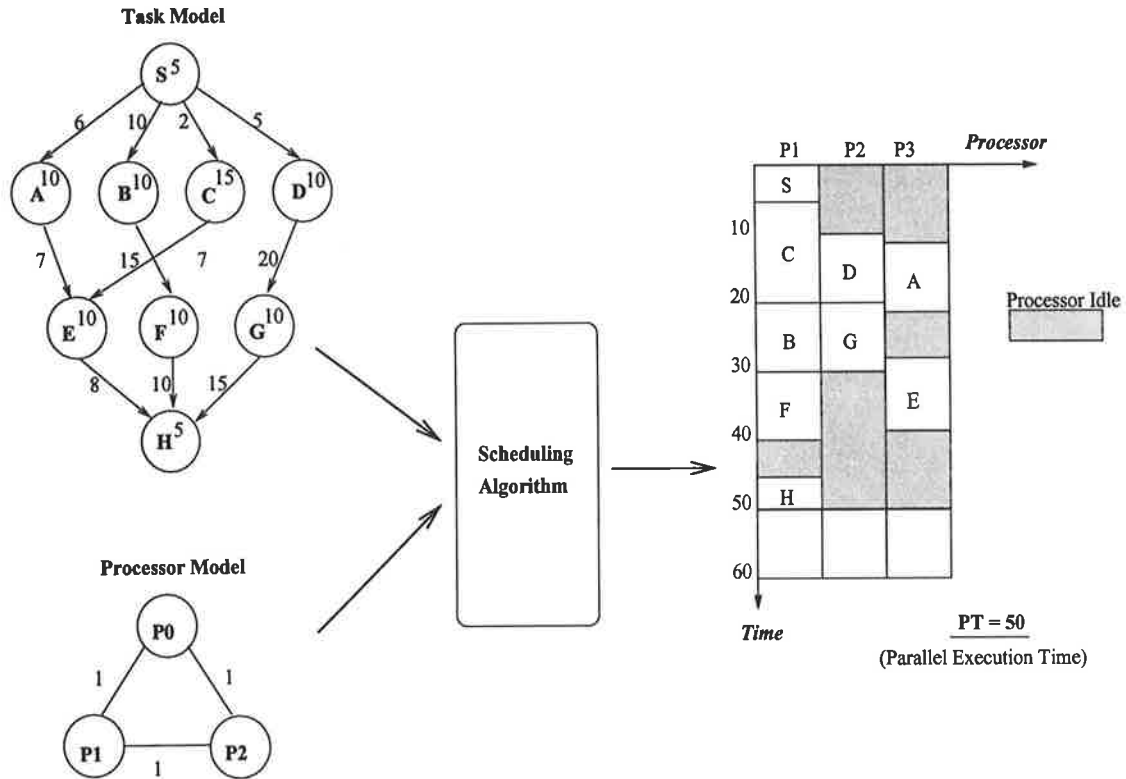 Task Model
S5
6
10
2
5
A10
B10
C15
D10
7
15
7
20
E10
F10
G10
8
10
15
H5
Processor Model
P0
1
1
P1
P2
1
Scheduling
Algorithm
P1
P2
P3
Processor
S
10
C
D
A
20
B
G
30
F
E
40
H
50
60
Time
Processor Idle
PT = 50
(Parallel Execution Time)